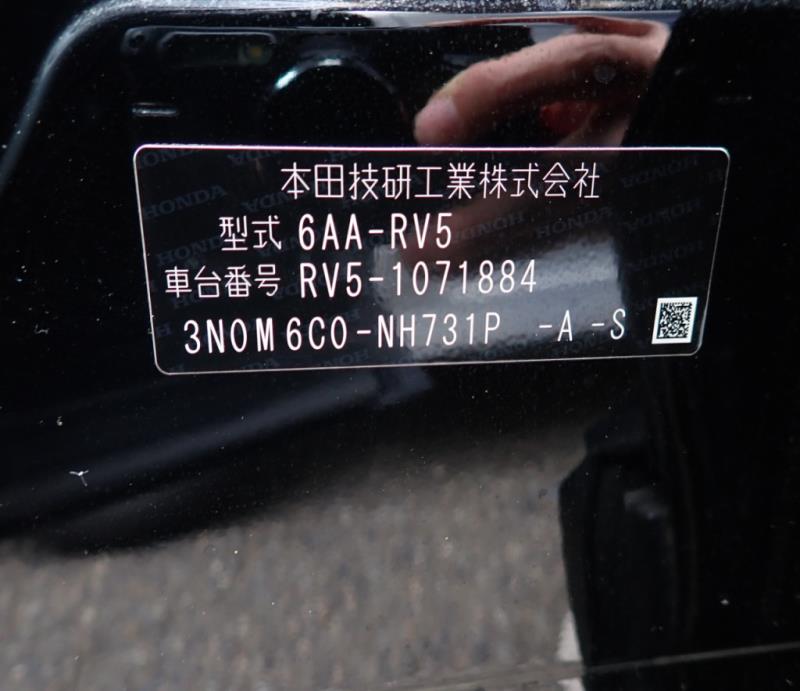 本田技研工業株式会社
型式 6AA-RV5
車台番号 RV5-1071884
3N0M6C0-NH731P -A -S